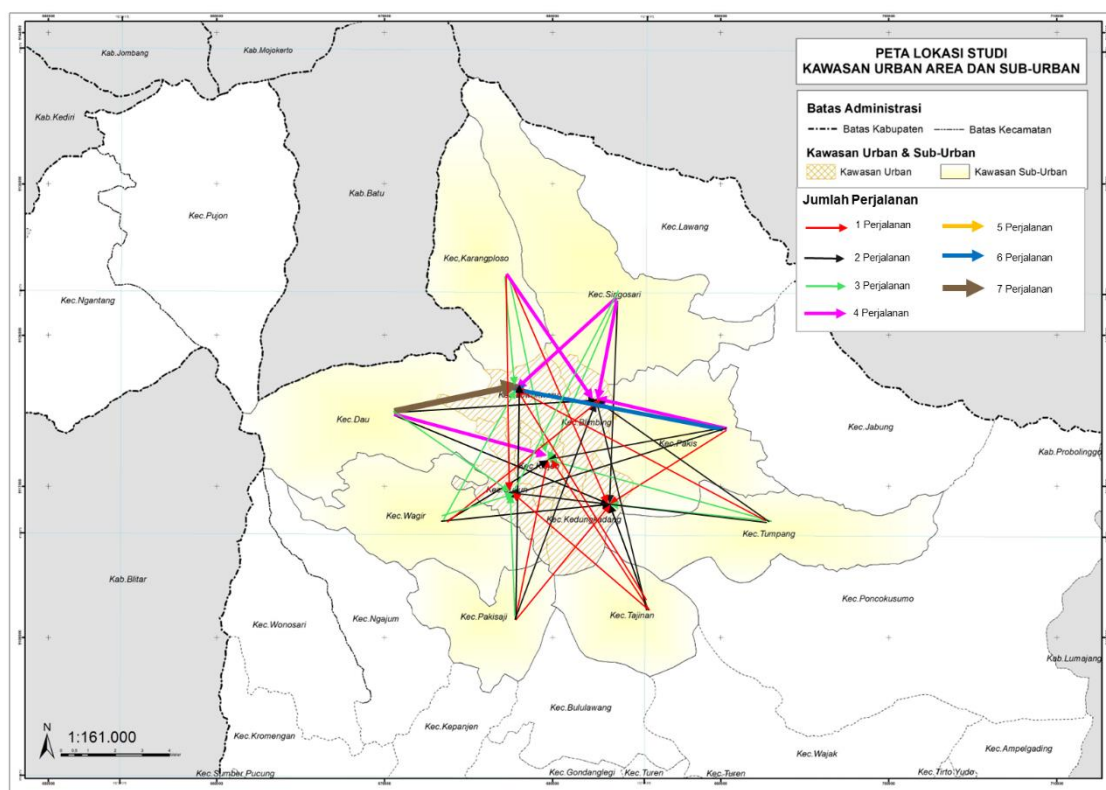 PETA LOKASI STUDI
KAWASAN URBAN AREA DAN SUB-URBAN
Batas Administrasi
Batas Kabupaten
Batas Kecamatan
Kawasan Urban & Sub-Urban
Kawasan Urban
Kawasan Sub-Urban
Jumlah Perjalanan
1 Perjalanan
5 Perjalanan
2 Perjalanan
6 Perjalanan
3 Perjalanan
7 Perjalanan
4 Perjalanan
Kab.Jombang
Kab.Mojokerto
Kab.Kediri
Kab.Batu
Kec.Pujon
Kec.Lawang
Kec.Karangploso
Kec.Singosari
Kec.Ngantang
Kec.Dau
Kec.Blimbing
Kec.Pakis
Kec.Jabung
Kab.Probolinggo
Kec.Wagir
Kec.Kedungkadang
Kec.Tumpang
Kab.Blitar
Kec.Poncokusumo
Kec.Wonosari
Kec.Ngajum
Kec.Pakisaji
Kec.Tajinan
Kab.Lumajang
Kec.Bululawang
Kec.Kromengan
Kec.Kepanjen
Kec.Wajak
Kec.Ampelgading
Kec.Sumber Pucung
Kec.Gondanglegi
Kec.Turen
Kec.Turen
Kec.Tirto Yudo
N
1:161.000